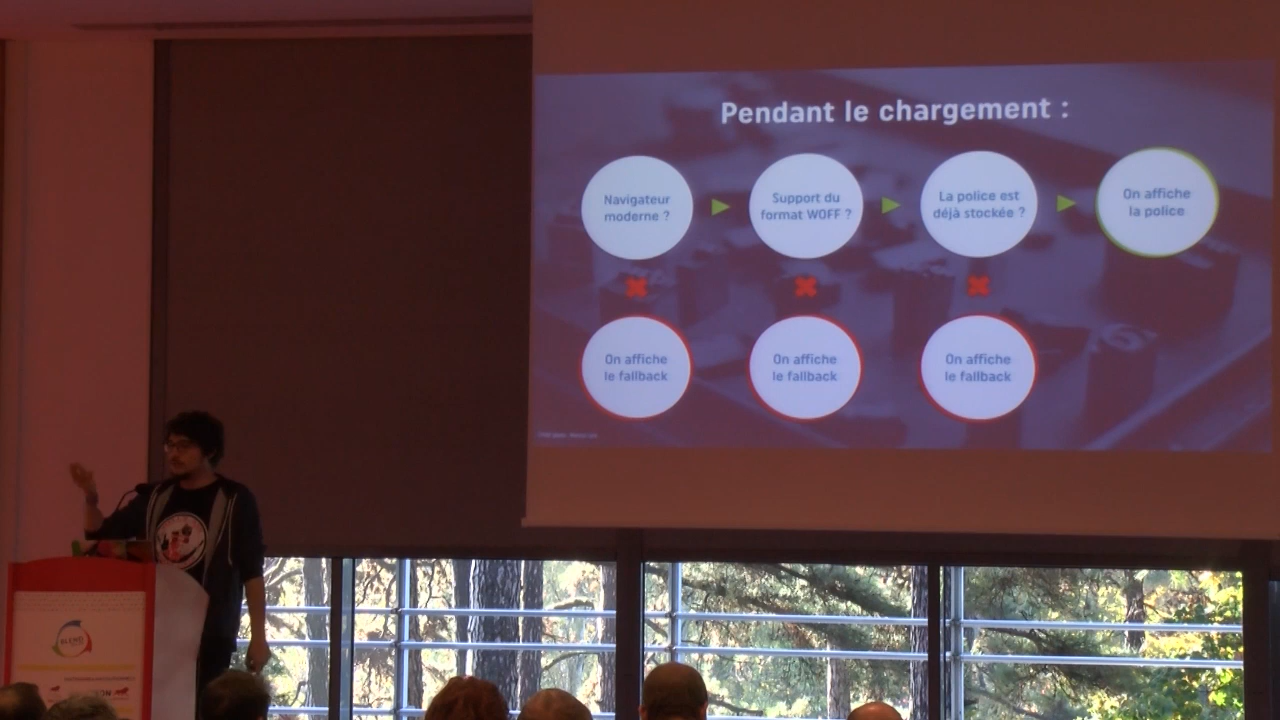 Pendant le chargement :
Navigateur
moderne ?
Support du
format WOFF ?
La police est
déjà stockée ?
On affiche
la police
On affiche
le fallback
On affiche
le fallback
On affiche
le fallback
BLEND